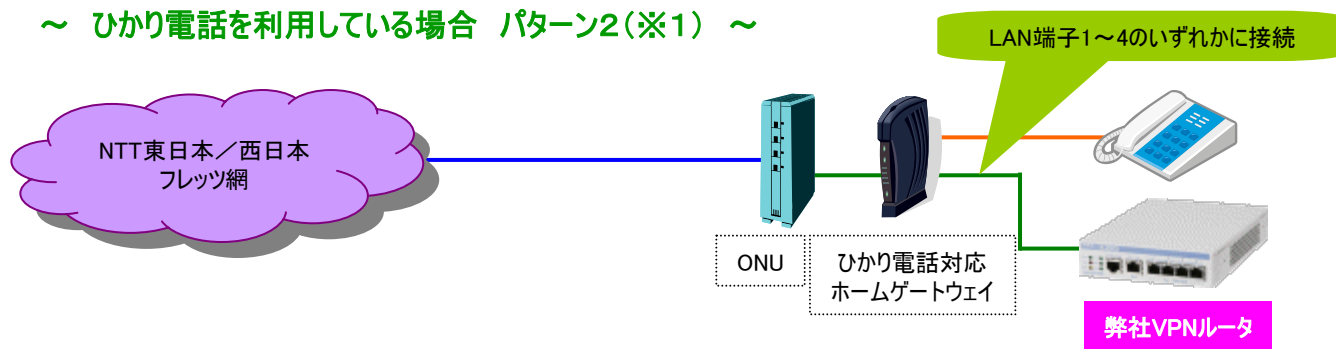 ～ ひかり電話を利用している場合 パターン２（※１） ～
LAN端子1～4のいずれかに接続
NTT東日本／西日本
フレッツ網
ONU
ひかり電話対応
ホームゲートウェイ
弊社VPNルータ